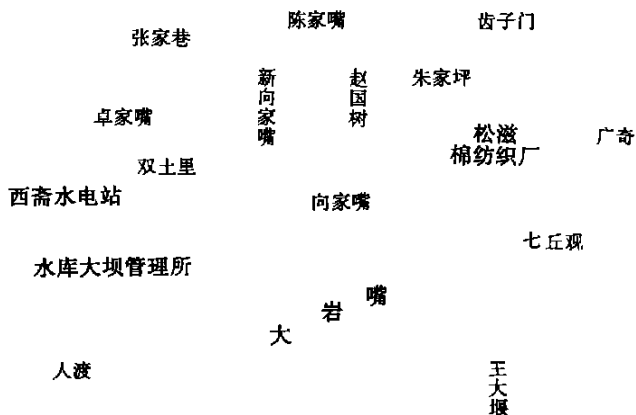 陈家嘴
齿子门
张家巷
新向家嘴
赵国树
朱家坪
卓家嘴
松滋
棉纺织厂
广奇
双土里
西斋水电站
向家嘴
七丘观
水库大坝管理所
大岩嘴
人渡
王大堰